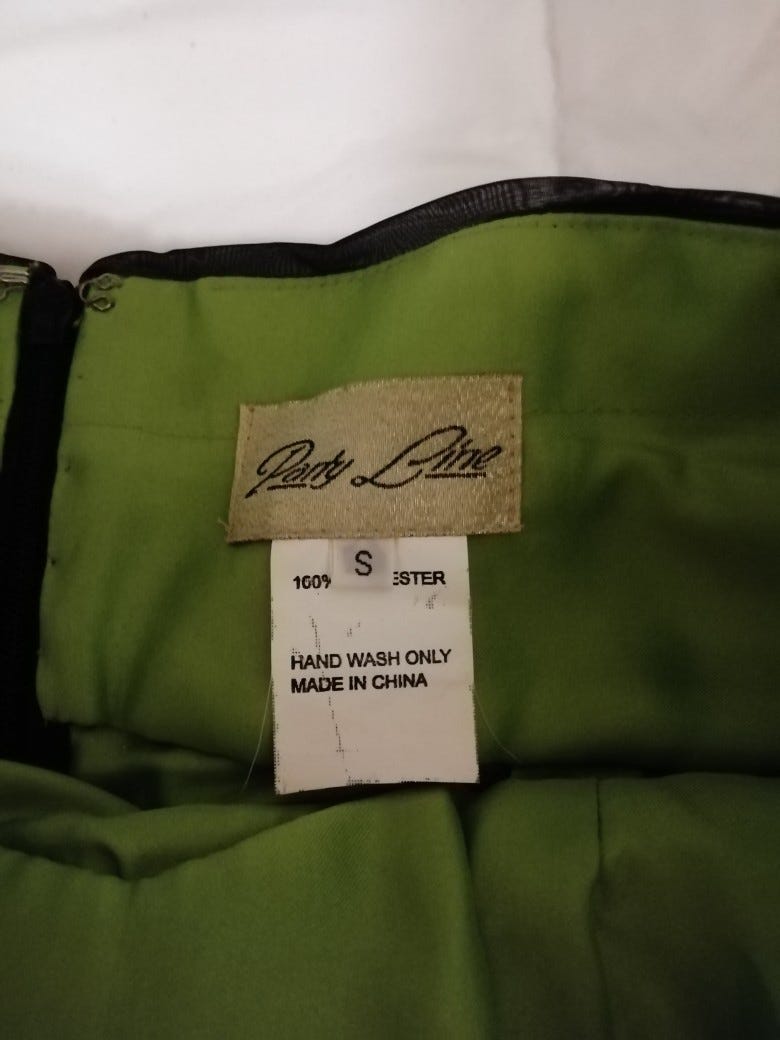 Party Line
S
100% ESTER
HAND WASH ONLY
MADE IN CHINA